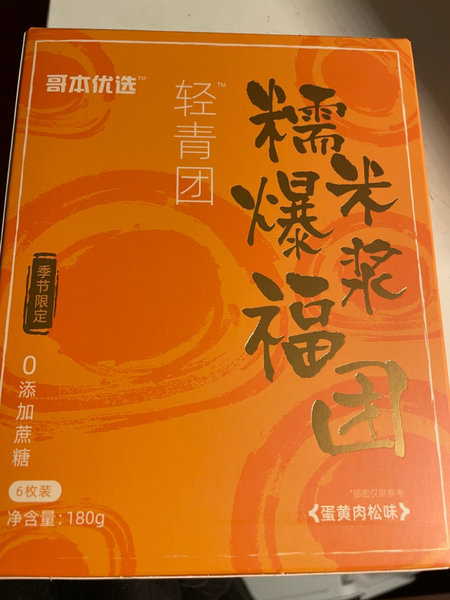 哥本优选™
轻青团™
糯米爆浆福团
季节限定
0添加蔗糖
6枚装
净含量:180g
*插图仅供参考
《蛋黄肉松味》